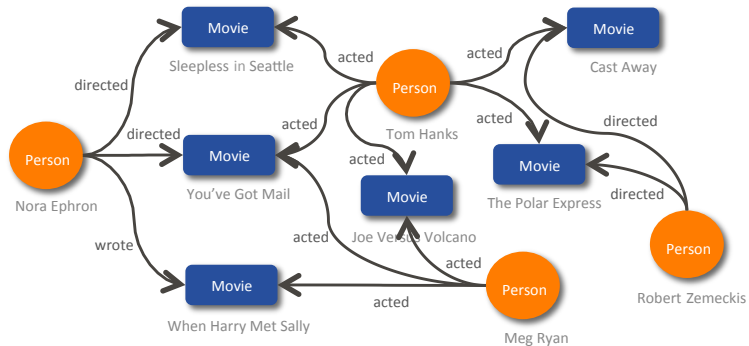 Movie
Sleepless in Seattle
acted
acted
Movie
Cast Away
directed
Person
Tom Hanks
directed
acted
acted
directed
Person
Nora Ephron
Movie
You've Got Mail
acted
Movie
Joe Versus Volcano
Movie
The Polar Express
directed
wrote
acted
acted
Person
Robert Zemeckis
Movie
When Harry Met Sally
acted
Person
Meg Ryan